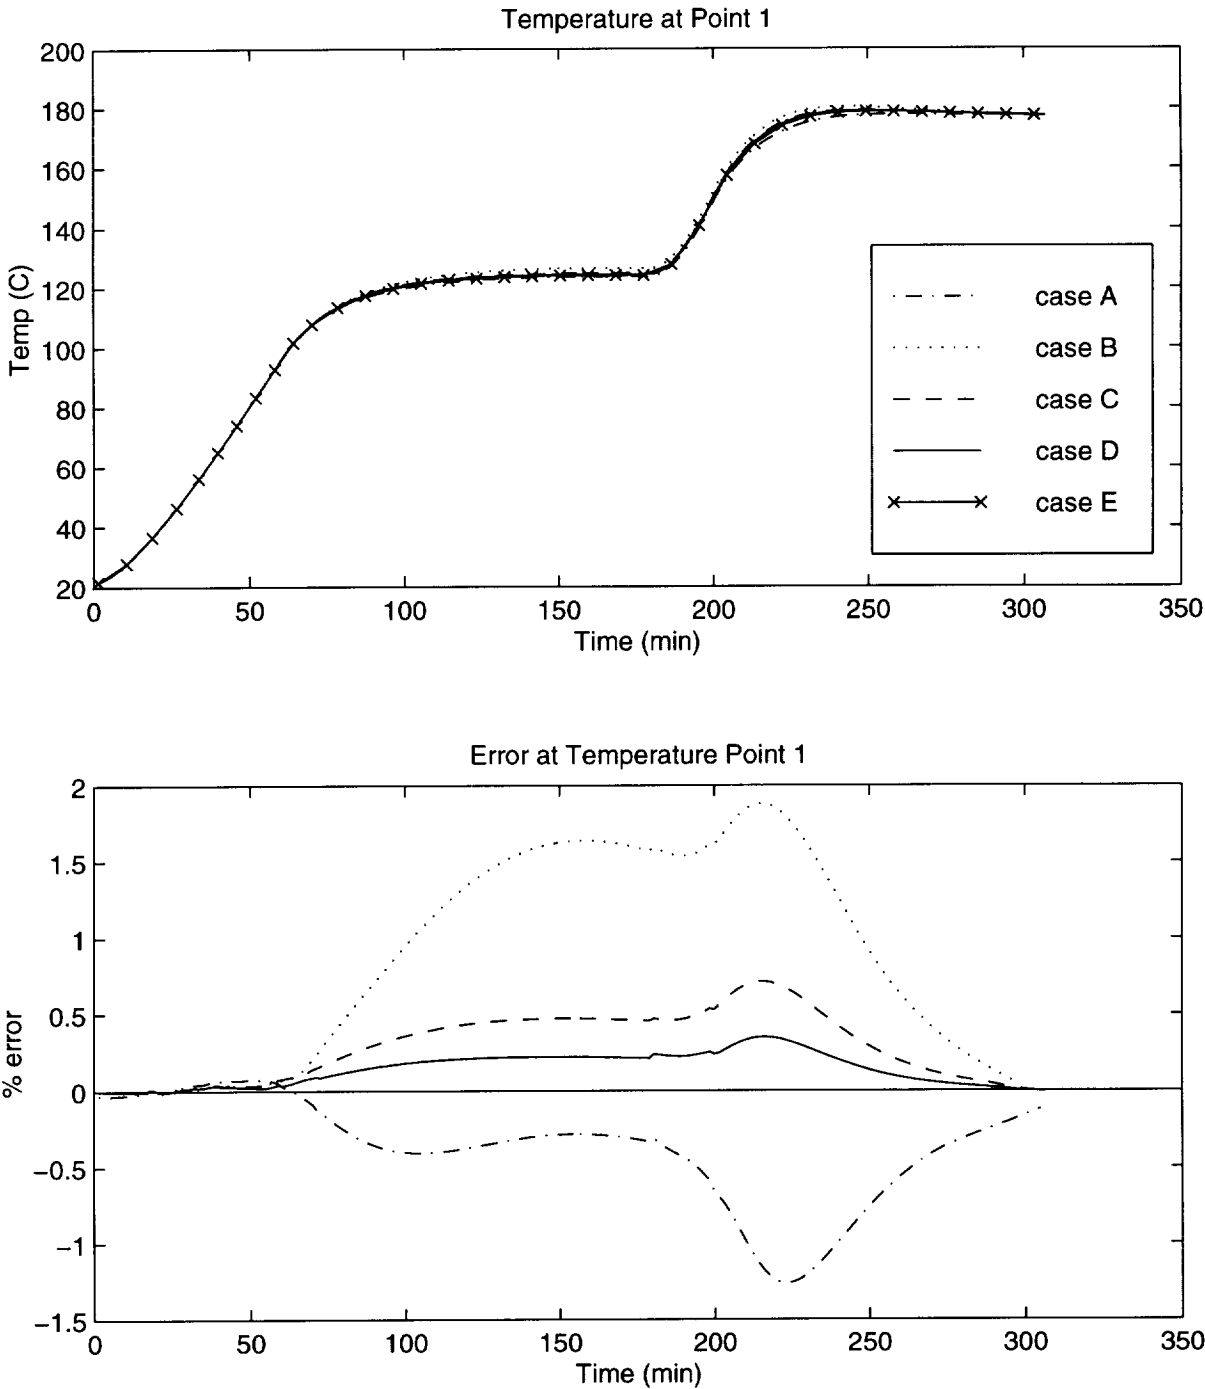 Temperature at Point 1
200
180
160
140
120
100
80
60
40
20
Temp (C)
0 50 100 150 200 250 300 350
Time (min)
case A
case B
case C
case D
case E
Error at Temperature Point 1
2
1.5
1
0.5
0
−0.5
−1
−1.5
% error
0 50 100 150 200 250 300 350
Time (min)